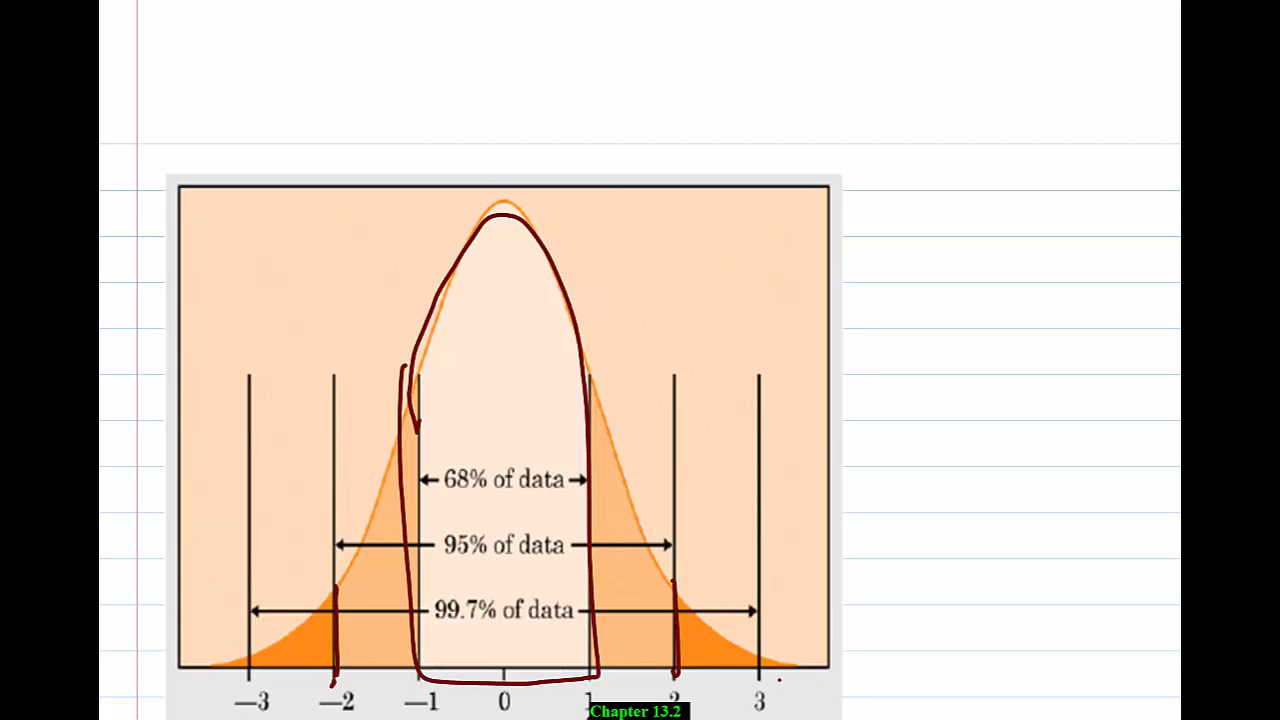 68% of data
95% of data
99.7% of data
—3 —2 —1 0 1 2 3
Chapter 13.2